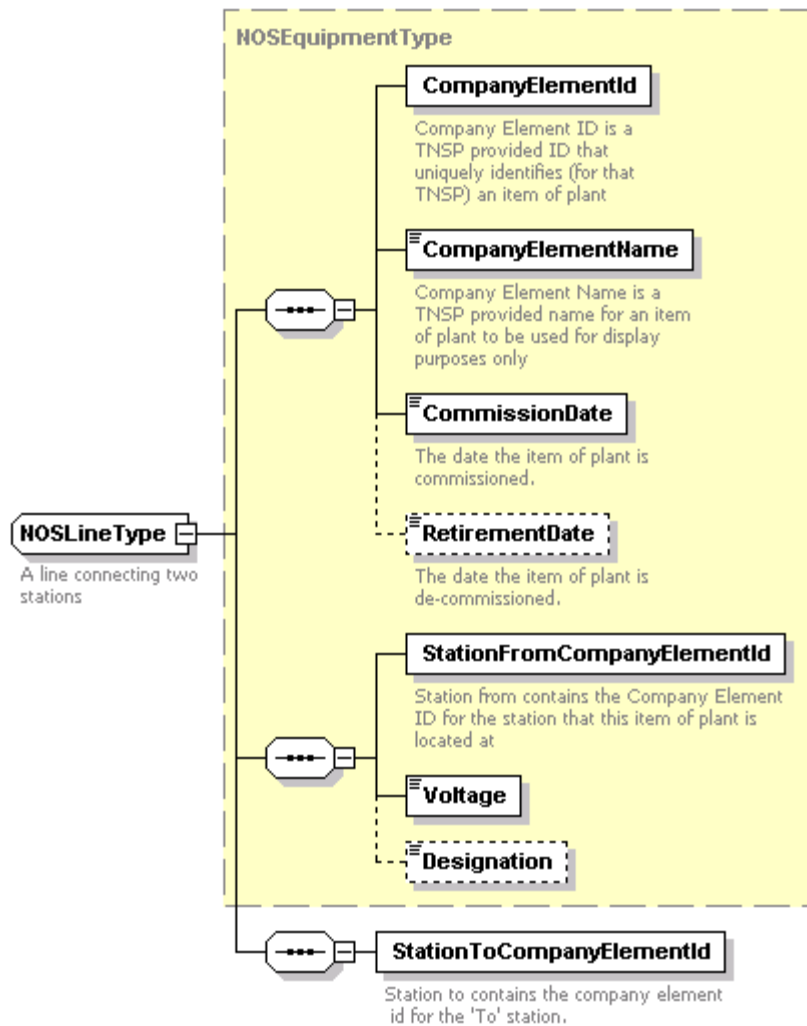 NOSEquipmentType
CompanyElementId
Company Element ID is a
TNSP provided ID that
uniquely identifies (for that
TNSP) an item of plant
CompanyElementName
Company Element Name is a
TNSP provided name for an item
of plant to be used for display
purposes only
CommissionDate
The date the item of plant is
commissioned.
RetirementDate
The date the item of plant is
de-commissioned.
NOSLineType
A line connecting two
stations
StationFromCompanyElementId
Station from contains the Company Element
ID for the station that this item of plant is
located at
Voltage
Designation
StationToCompanyElementId
Station to contains the company element
id for the 'To' station.